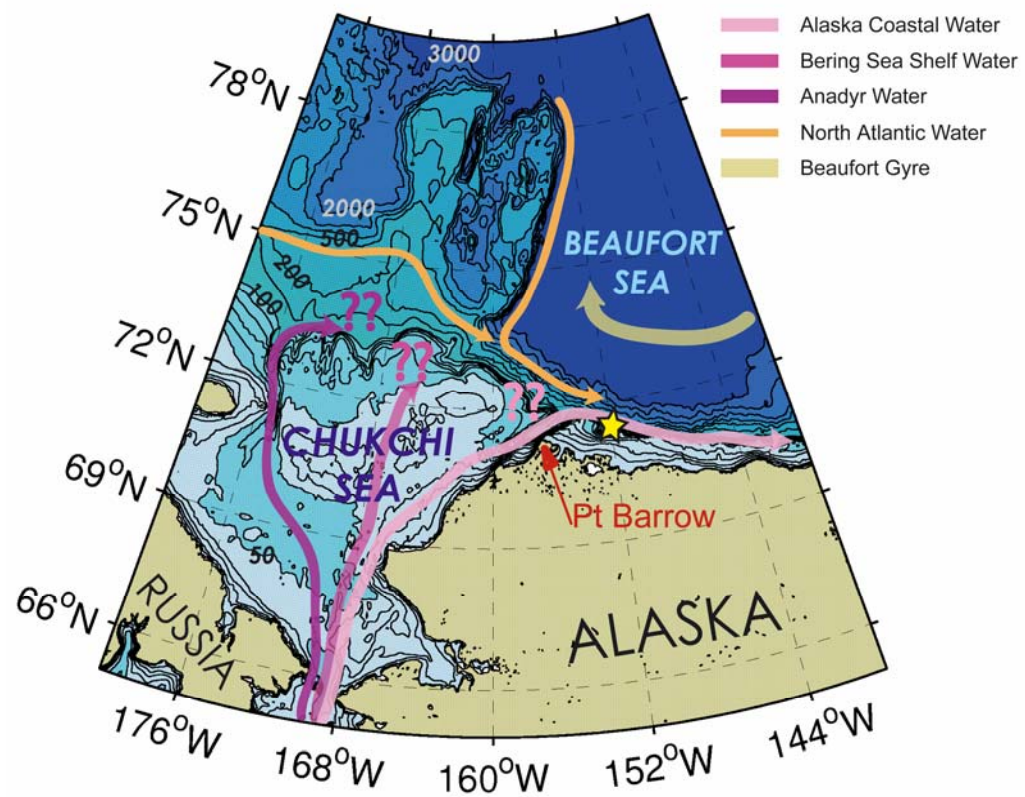 Alaska Coastal Water
Bering Sea Shelf Water
Anadyr Water
North Atlantic Water
Beaufort Gyre
3000
78°N
75°N
2000
500
BEAUFORT
SEA
200
100
??
72°N
??
??
CHUKCHI
SEA
69°N
Pt Barrow
50
66°N
RUSSIA
ALASKA
176°W
168°W
160°W
152°W
144°W